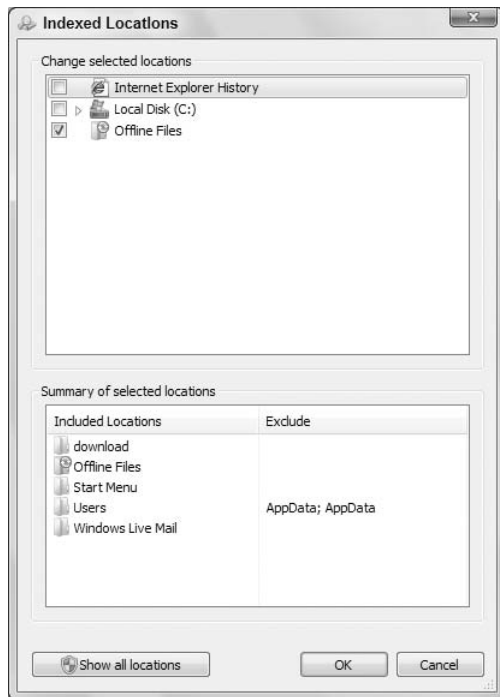 Indexed Locations
Change selected locations
Internet Explorer History
Local Disk (C:)
Offline Files
Summary of selected locations
Included Locations Exclude
download
Offline Files
Start Menu
Users AppData; AppData
Windows Live Mail
Show all locations OK Cancel